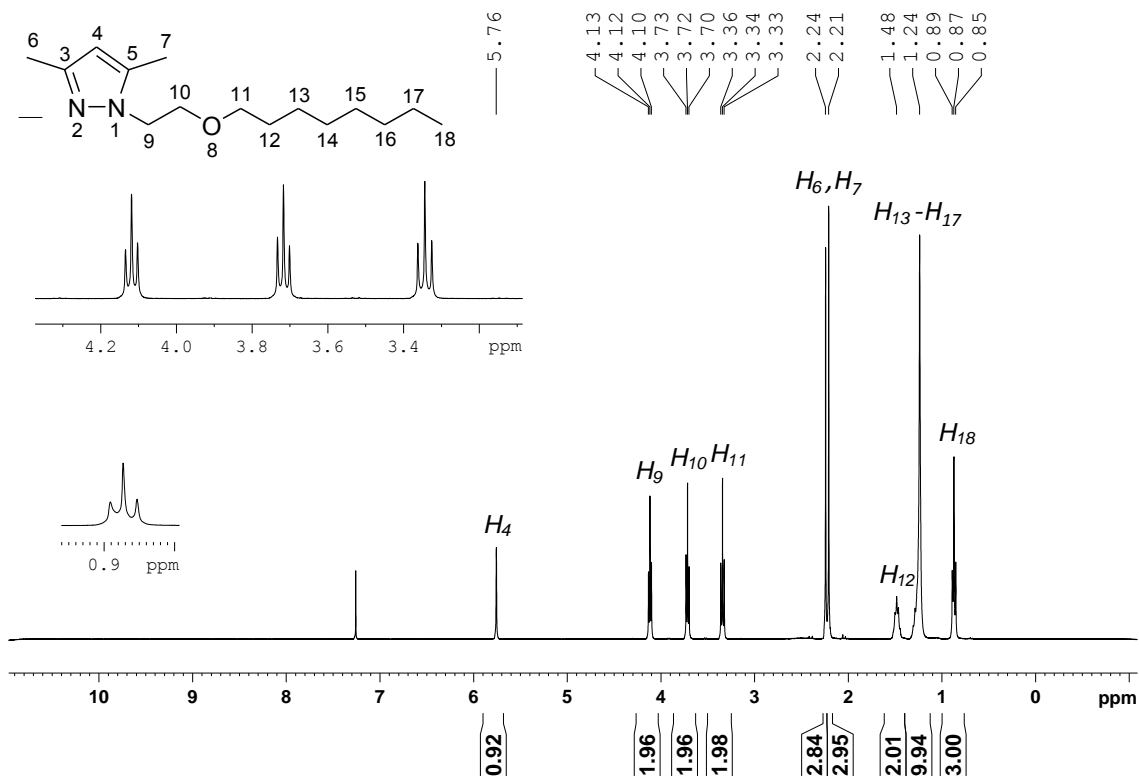 5.76
4.13
4.12
4.10
3.73
3.72
3.70
3.36
3.34
3.33
2.24
2.21
1.48
1.24
0.89
0.87
0.85
6 3 4 5 7
N N
2 1 9 10 O 8 11 12 13 14 15 16 17 18
4.2 4.0 3.8 3.6 3.4 ppm
0.9 ppm
H4
H9
H10
H11
H6,H7
H12
H13-H17
H18
10 9 8 7 6 5 4 3 2 1 0 ppm
0.92
1.96
1.96
1.98
2.84
2.95
2.01
9.94
3.00